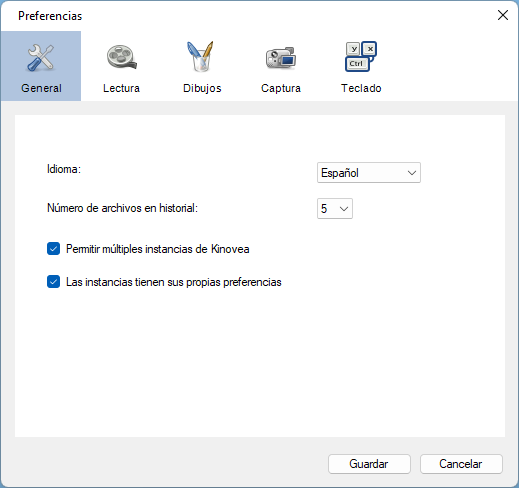 Preferencias
General Lectura Dibujos Captura Y X Ctrl Teclado
Idioma: Español
Número de archivos en historial: 5
Permitir múltiples instancias de Kinovea
Las instancias tienen sus propias preferencias
Guardar Cancelar